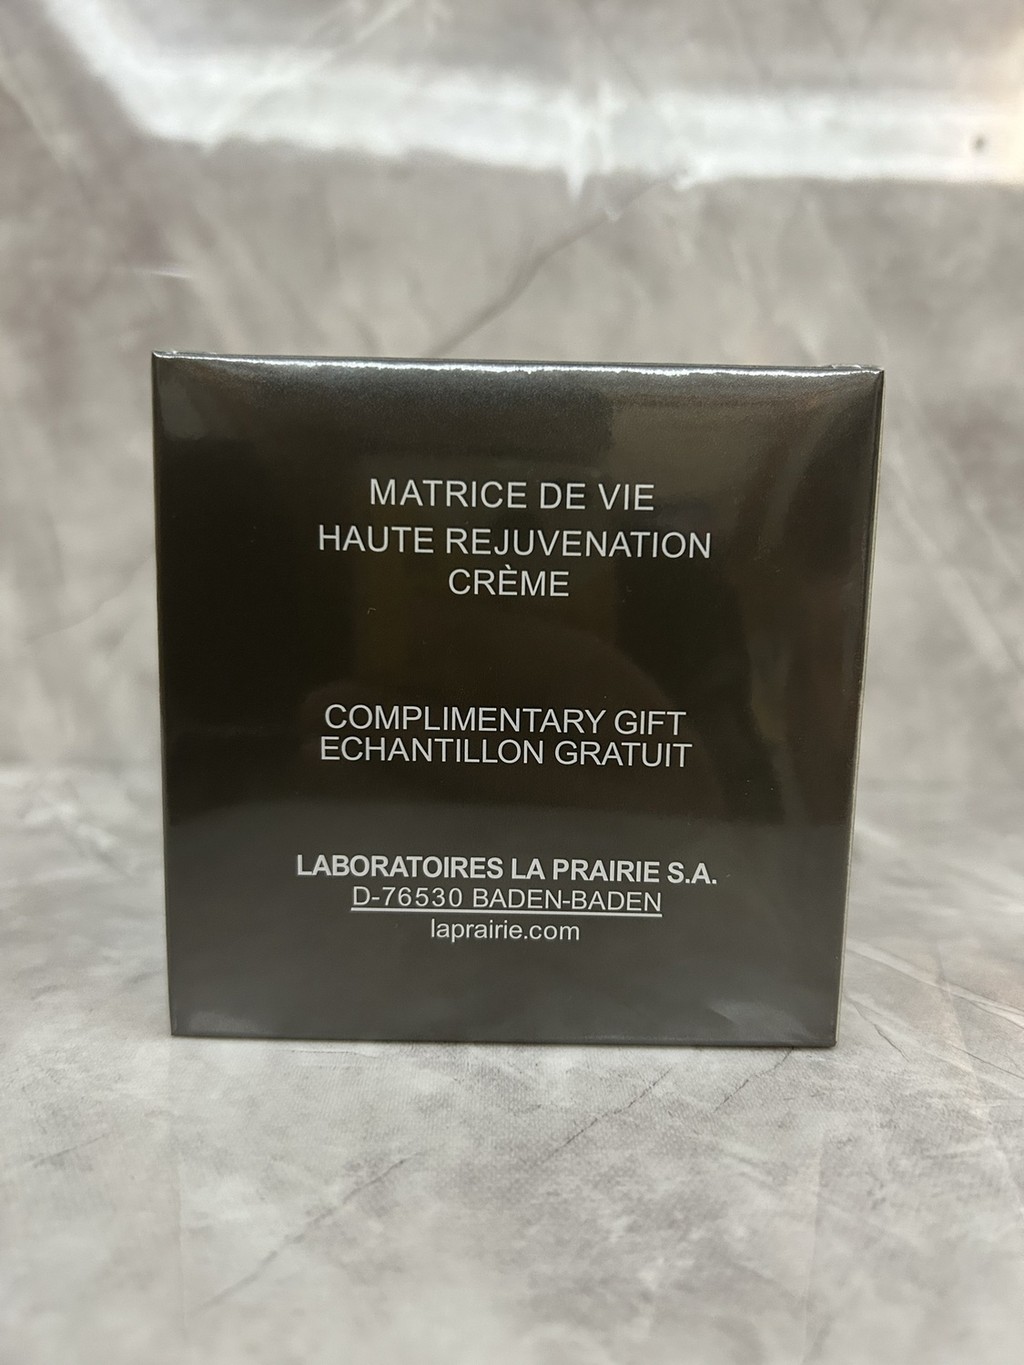 MATRICE DE VIE
HAUTE REJUVENATION
CRÈME
COMPLIMENTARY GIFT
ECHANTILLON GRATUIT
LABORATOIRES LA PRAIRIE S.A.
D-76530 BADEN-BADEN
laprairie.com